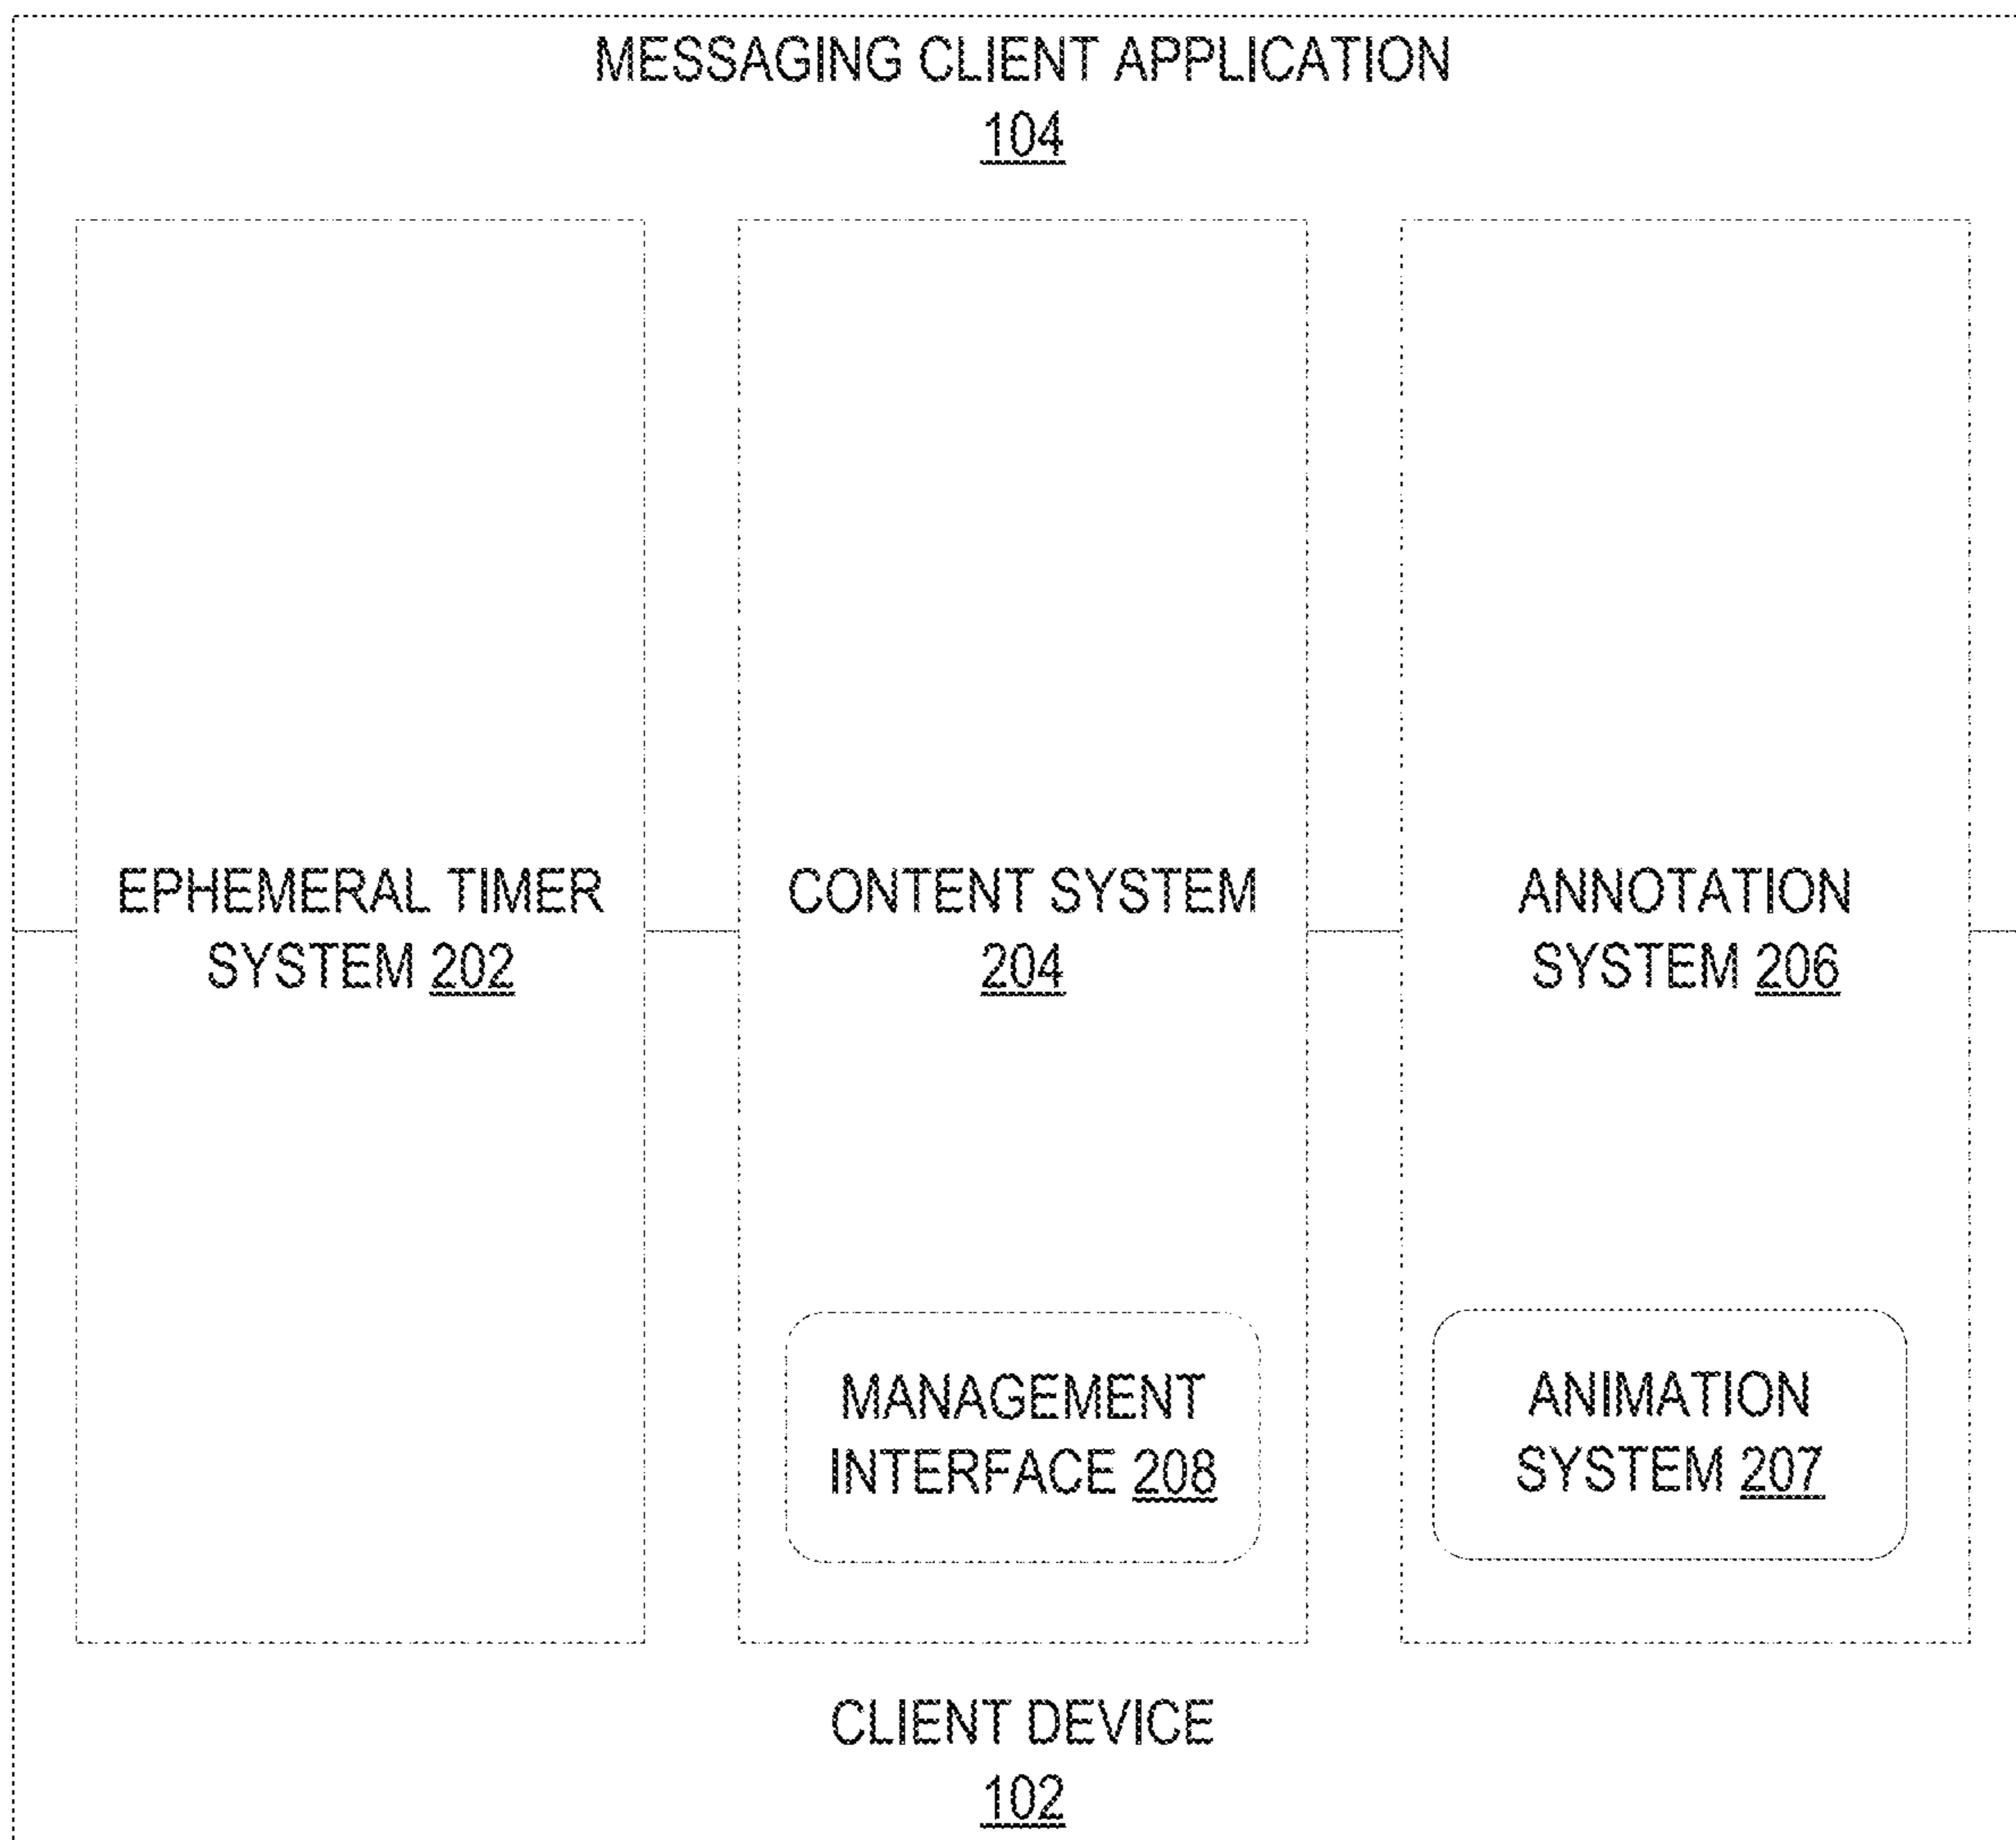 MESSAGING CLIENT APPLICATION
104
EPHEMERAL TIMER
SYSTEM 202
CONTENT SYSTEM
204
ANNOTATION
SYSTEM 206
MANAGEMENT
INTERFACE 208
ANIMATION
SYSTEM 207
CLIENT DEVICE
102